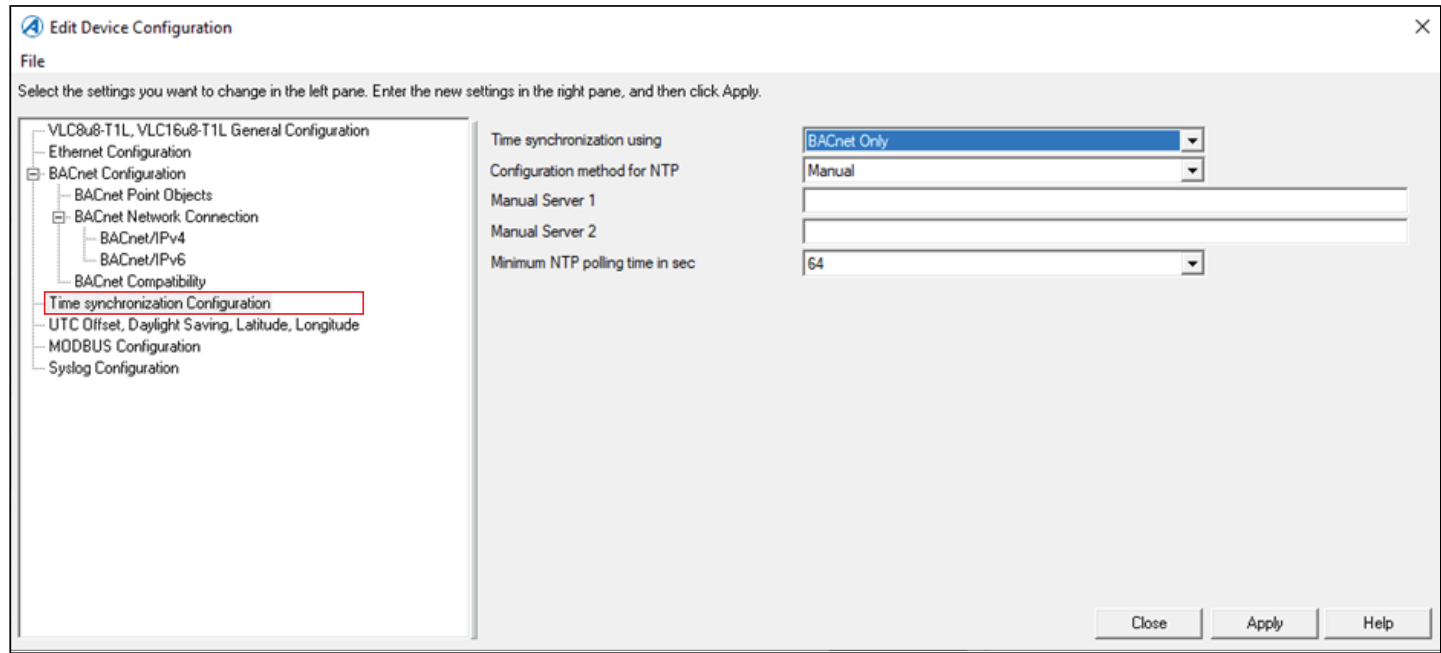 Edit Device Configuration
File
Select the settings you want to change in the left pane. Enter the new settings in the right pane, and then click Apply.
VLC8u8-T1L, VLC16u8-T1L General Configuration
Ethernet Configuration
BACnet Configuration
BACnet Point Objects
BACnet Network Connection
BACnet/IPv4
BACnet/IPv6
BACnet Compatibility
Time synchronization Configuration
UTC Offset, Daylight Saving, Latitude, Longitude
MODBUS Configuration
Syslog Configuration
Time synchronization using BACnet Only
Configuration method for NTP Manual
Manual Server 1
Manual Server 2
Minimum NTP polling time in sec 64
Close Apply Help